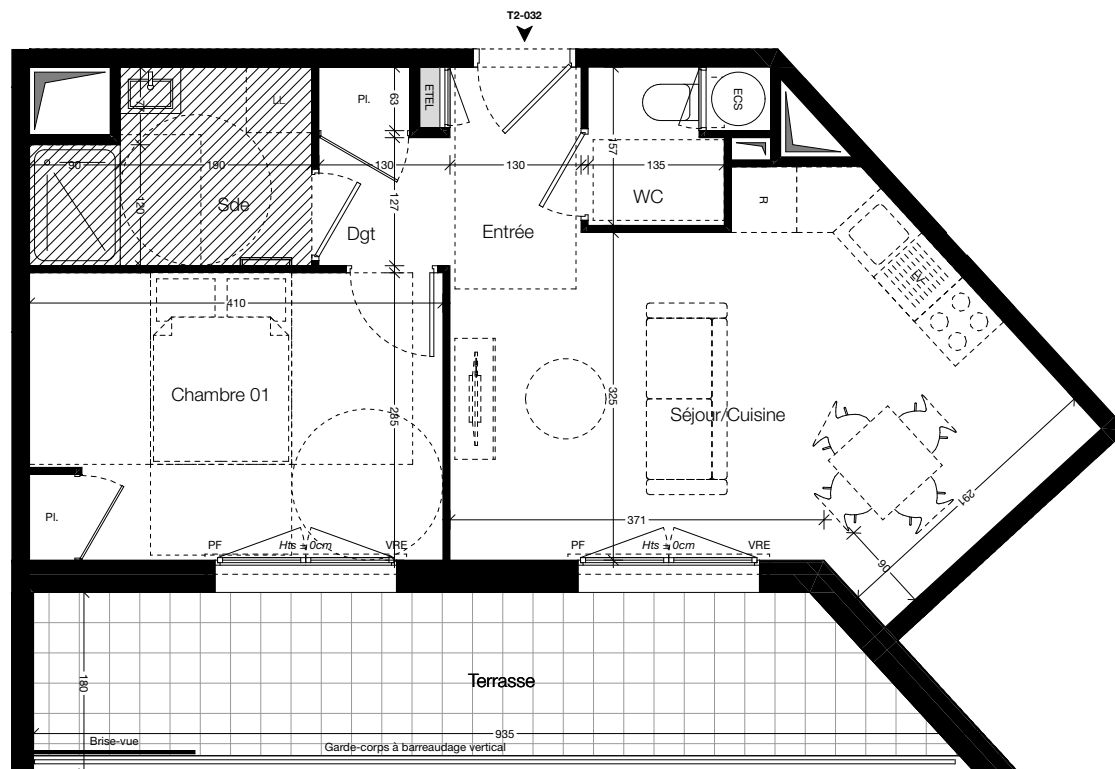 T2-032
LL
Pl.
63
ETEL
ECS
157
90
190
130
130
135
120
Sde
127
Dgt
Entrée
WC
R
LV
410
Chambre 01
285
325
Séjour/Cuisine
291
Pl.
371
90
PF
Hts = 0cm
VRE
PF
Hts = 0cm
VRE
180
Terrasse
935
Brise-vue
Garde-corps à barreaudage vertical